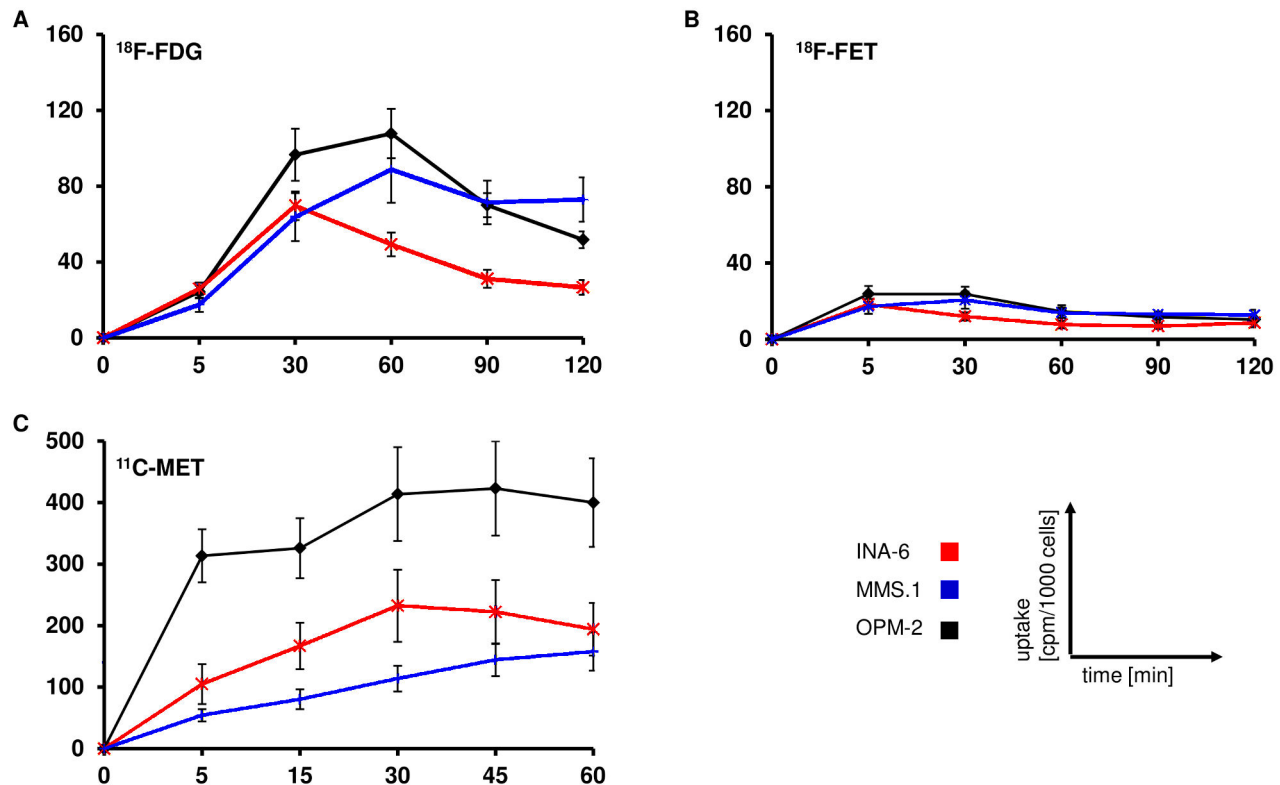 A
B
160
120
80
40
0
¹⁸F-FDG
0 5 30 60 90 120
160
120
80
40
0
¹⁸F-FET
0 5 30 60 90 120
C
500
400
300
200
100
0
¹¹C-MET
0 5 15 30 45 60
INA-6
MMS.1
OPM-2
uptake
[cpm/1000 cells]
time [min]